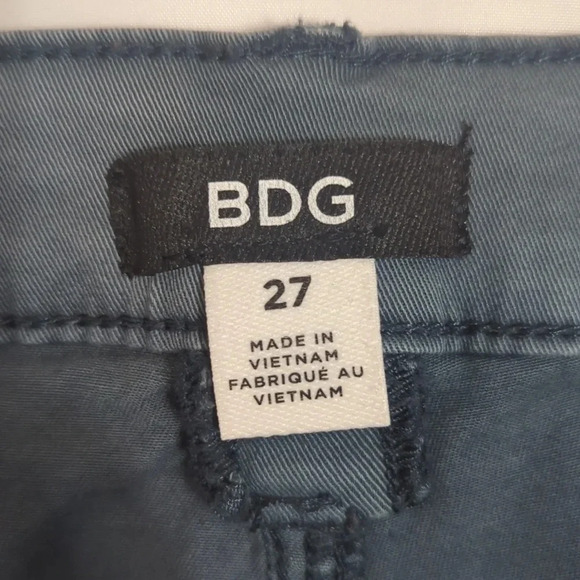 BDG
27
MADE IN
VIETNAM
FABRIQUÉ AU
VIETNAM